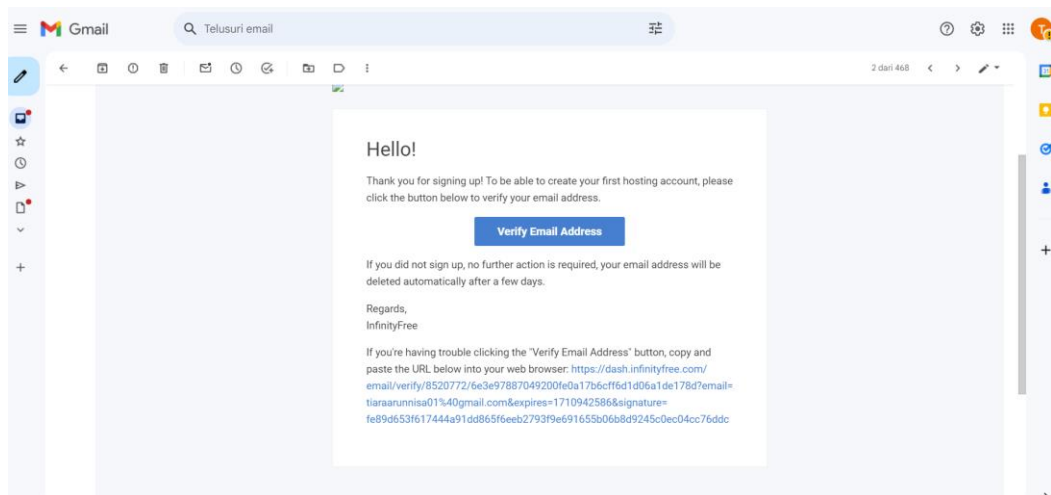 Gmail
Telusuri email
2 dari 468
Hello!
Thank you for signing up! To be able to create your first hosting account, please
click the button below to verify your email address.
Verify Email Address
If you did not sign up, no further action is required, your email address will be
deleted automatically after a few days.
Regards,
InfinityFree
If you're having trouble clicking the "Verify Email Address" button, copy and
paste the URL below into your web browser: https://dash.infinityfree.com/
email/verify/8520772/6e3e97887049200fe0a17b6cff6d1d06a1de178d?email=
tiaraarunnisa01%40gmail.com&expires=1710942586&signature=
fe89d653f617444a91dd865f6eeb2793f9e691655b06b8d9245c0ec04cc76ddc